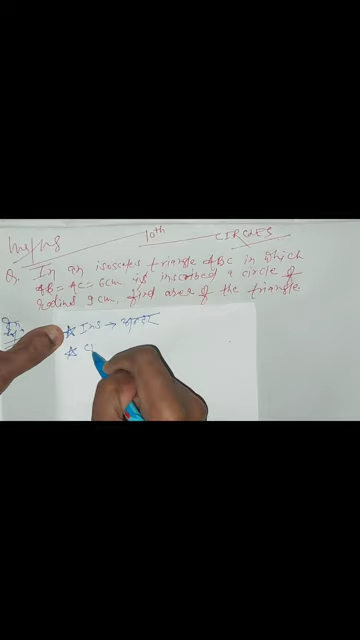 10th CIRCLES
Q In an isosceles triangle ABC in which
AB = AC = 6cm is inscribed a circle of
radius 9cm, find area of the triangle
☆ Ins → अन्दर
☆ Ci